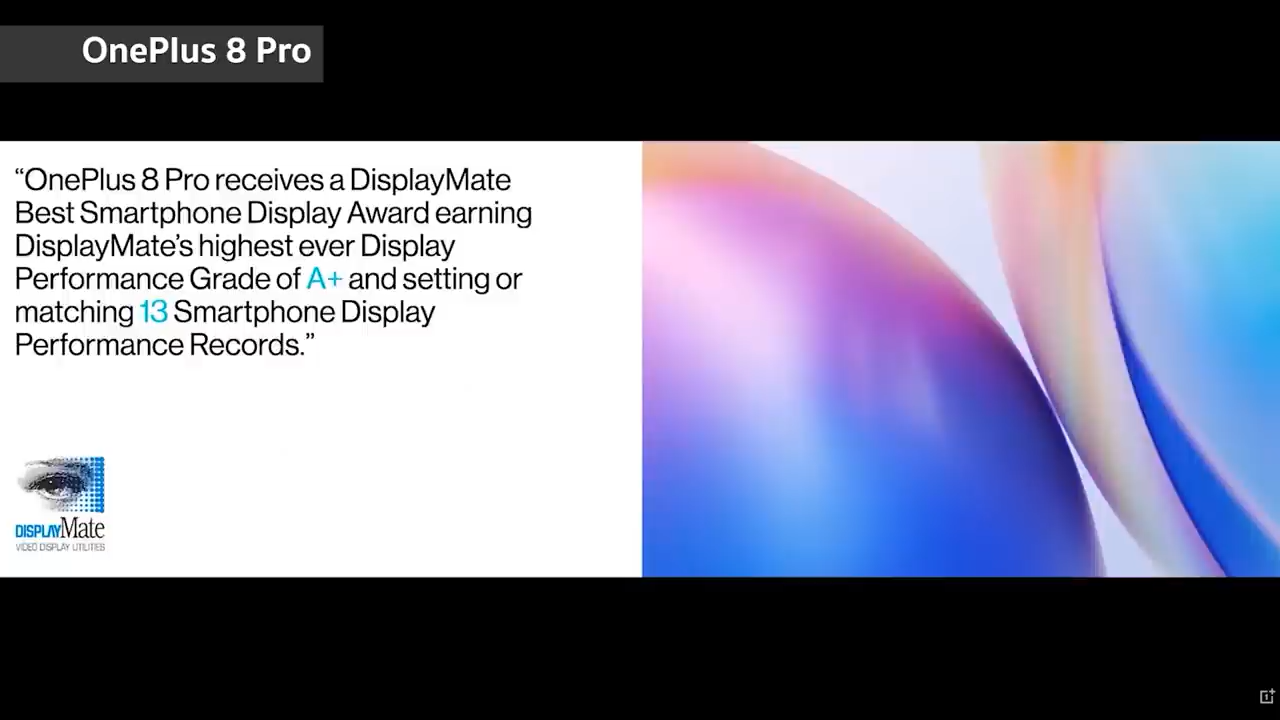 OnePlus 8 Pro
“OnePlus 8 Pro receives a DisplayMate
Best Smartphone Display Award earning
DisplayMate’s highest ever Display
Performance Grade of A+ and setting or
matching 13 Smartphone Display
Performance Records.”
DISPLAYMate
VIDEO DISPLAY UTILITIES
1+